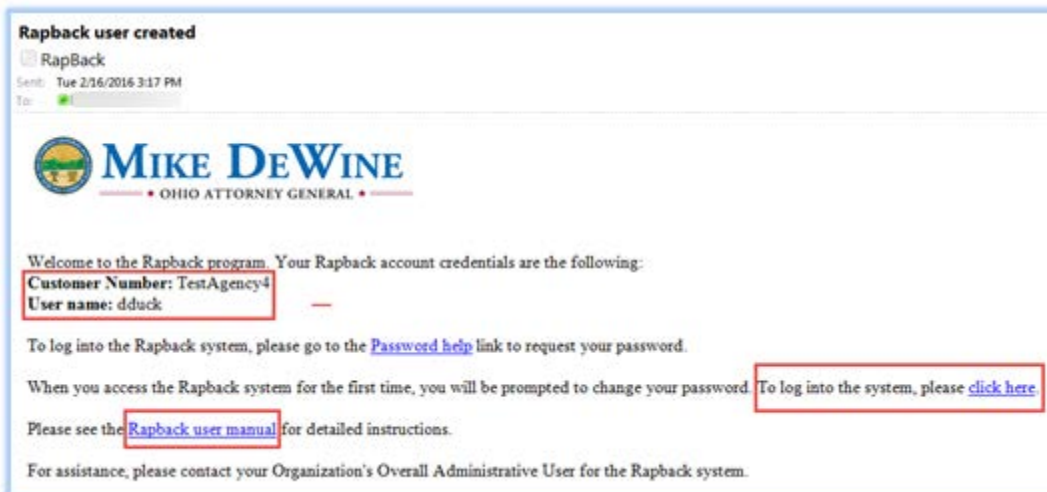 Rapback user created
RapBack
Sent: Tue 2/16/2016 3:17 PM
To:
MIKE DEWINE
• OHIO ATTORNEY GENERAL •
Welcome to the Rapback program. Your Rapback account credentials are the following:
Customer Number: TestAgency4
User name: dduck
To log into the Rapback system, please go to the Password help link to request your password.
When you access the Rapback system for the first time, you will be prompted to change your password. To log into the system, please click here.
Please see the Rapback user manual for detailed instructions.
For assistance, please contact your Organization's Overall Administrative User for the Rapback system.